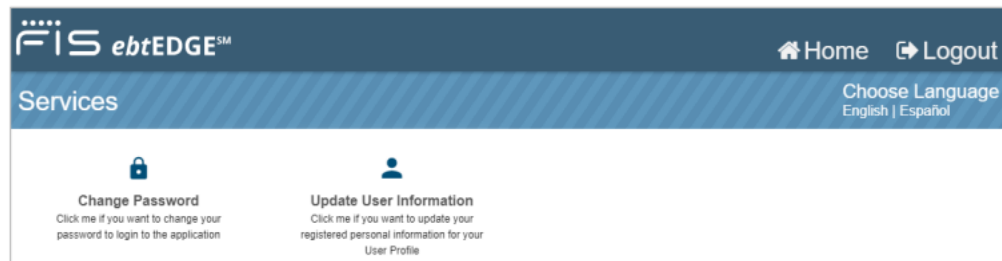 FIS ebtEDGE℠
Home Logout
Services
Choose Language
English | Español
Change Password
Click me if you want to change your
password to login to the application
Update User Information
Click me if you want to update your
registered personal information for your
User Profile